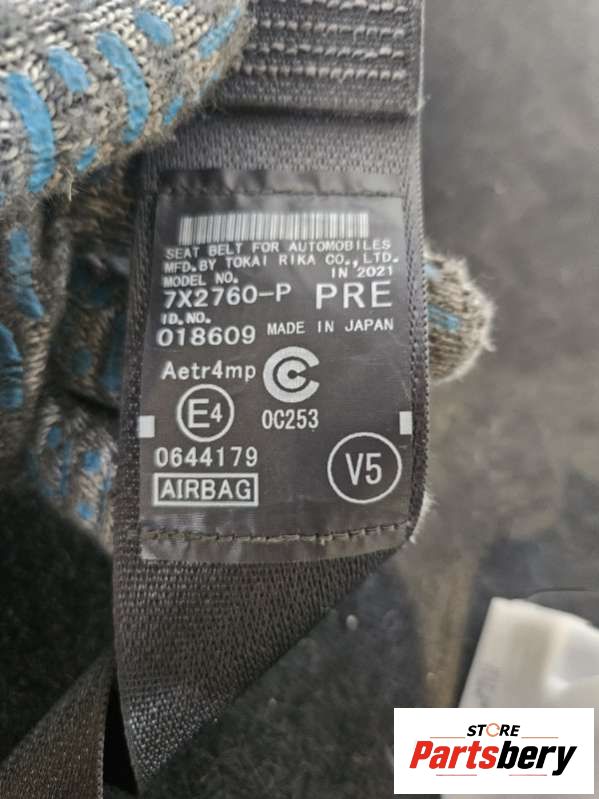 SEAT BELT FOR AUTOMOBILES
MFD.BY TOKAI RIKA CO.,LTD.
MODEL NO. IN 2021
7X2760-P PRE
ID.NO.
018609 MADE IN JAPAN
Aetr4mp C
E4 0C253
0644179 V5
AIRBAG
STORE
Partsbery